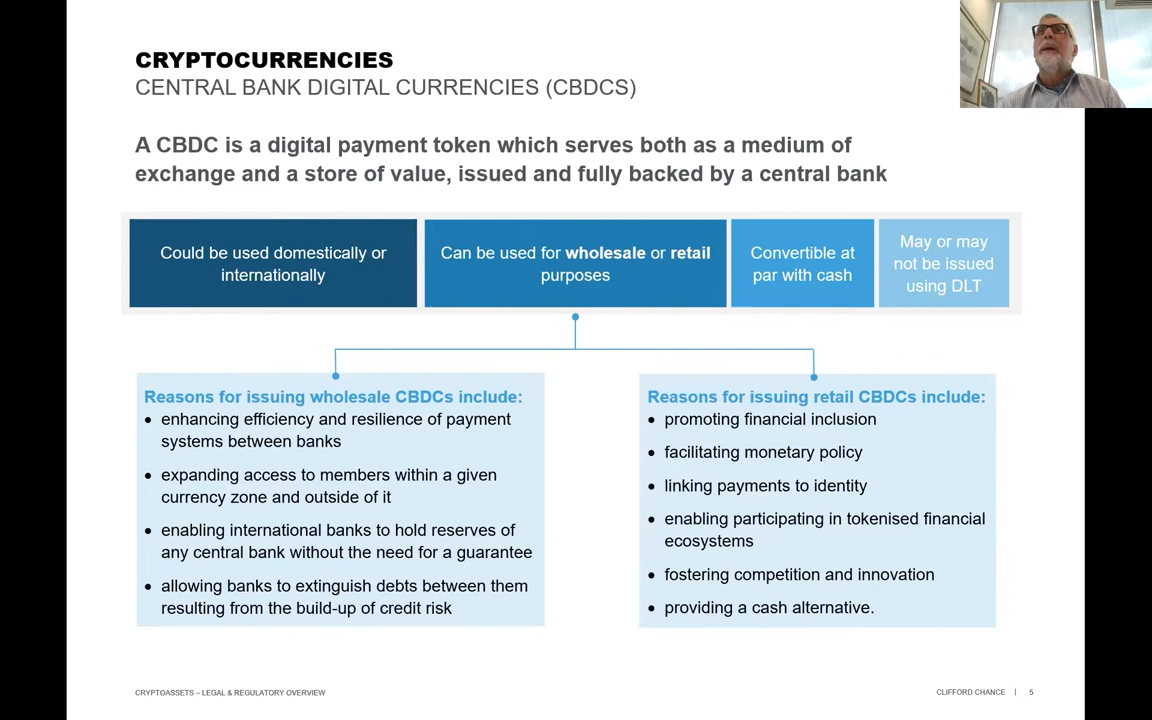 CRYPTOCURRENCIES
CENTRAL BANK DIGITAL CURRENCIES (CBDCS)
A CBDC is a digital payment token which serves both as a medium of
exchange and a store of value, issued and fully backed by a central bank
Could be used domestically or
internationally
Can be used for wholesale or retail
purposes
Convertible at
par with cash
May or may
not be issued
using DLT
Reasons for issuing wholesale CBDCs include:
• enhancing efficiency and resilience of payment
systems between banks
• expanding access to members within a given
currency zone and outside of it
• enabling international banks to hold reserves of
any central bank without the need for a guarantee
• allowing banks to extinguish debts between them
resulting from the build-up of credit risk
Reasons for issuing retail CBDCs include:
• promoting financial inclusion
• facilitating monetary policy
• linking payments to identity
• enabling participating in tokenised financial
ecosystems
• fostering competition and innovation
• providing a cash alternative.
CRYPTOASSETS – LEGAL & REGULATORY OVERVIEW
CLIFFORD CHANCE | 5